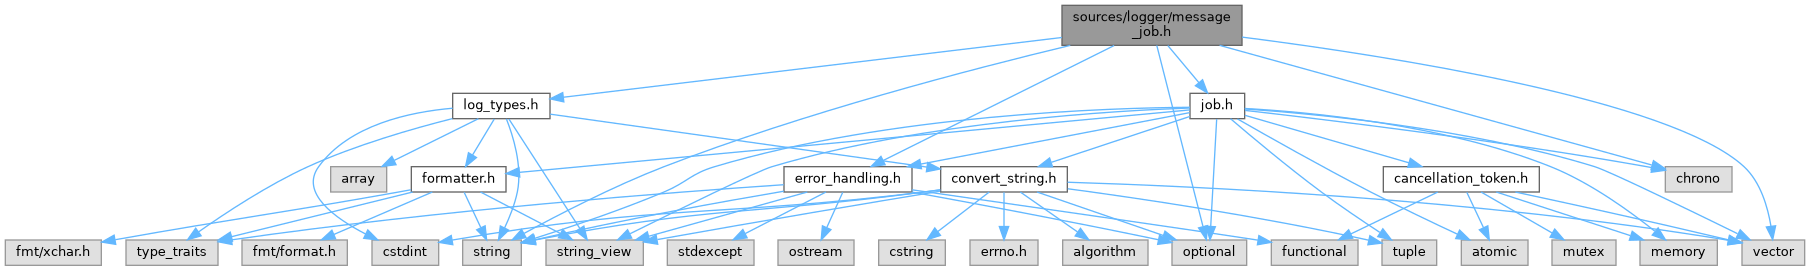 sources/logger/message
_job.h
log_types.h
job.h
array
formatter.h
error_handling.h
convert_string.h
cancellation_token.h
chrono
fmt/xchar.h
type_traits
fmt/format.h
cstdint
string
string_view
stdexcept
ostream
cstring
errno.h
algorithm
optional
functional
tuple
atomic
mutex
memory
vector